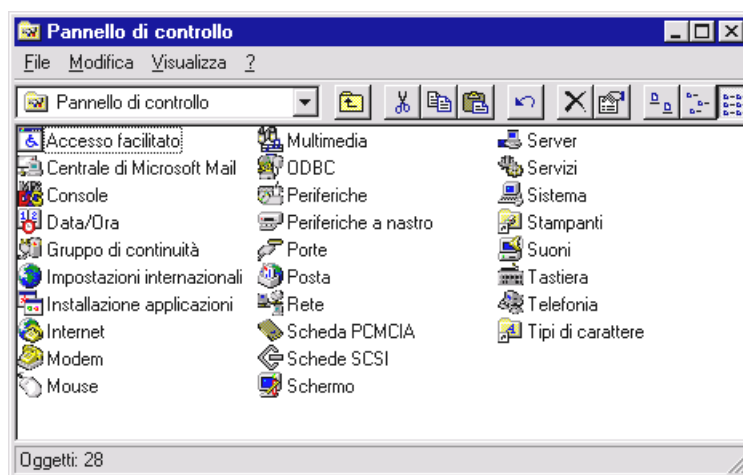 Pannello di controllo
File Modifica Visualizza ?
Pannello di controllo
Accesso facilitato
Centrale di Microsoft Mail
Console
Data/Ora
Gruppo di continuità
Impostazioni internazionali
Installazione applicazioni
Internet
Modem
Mouse
Multimedia
ODBC
Periferiche
Periferiche a nastro
Porte
Posta
Rete
Scheda PCMCIA
Schede SCSI
Schermo
Server
Servizi
Sistema
Stampanti
Suoni
Tastiera
Telefonia
Tipi di carattere
Oggetti: 28